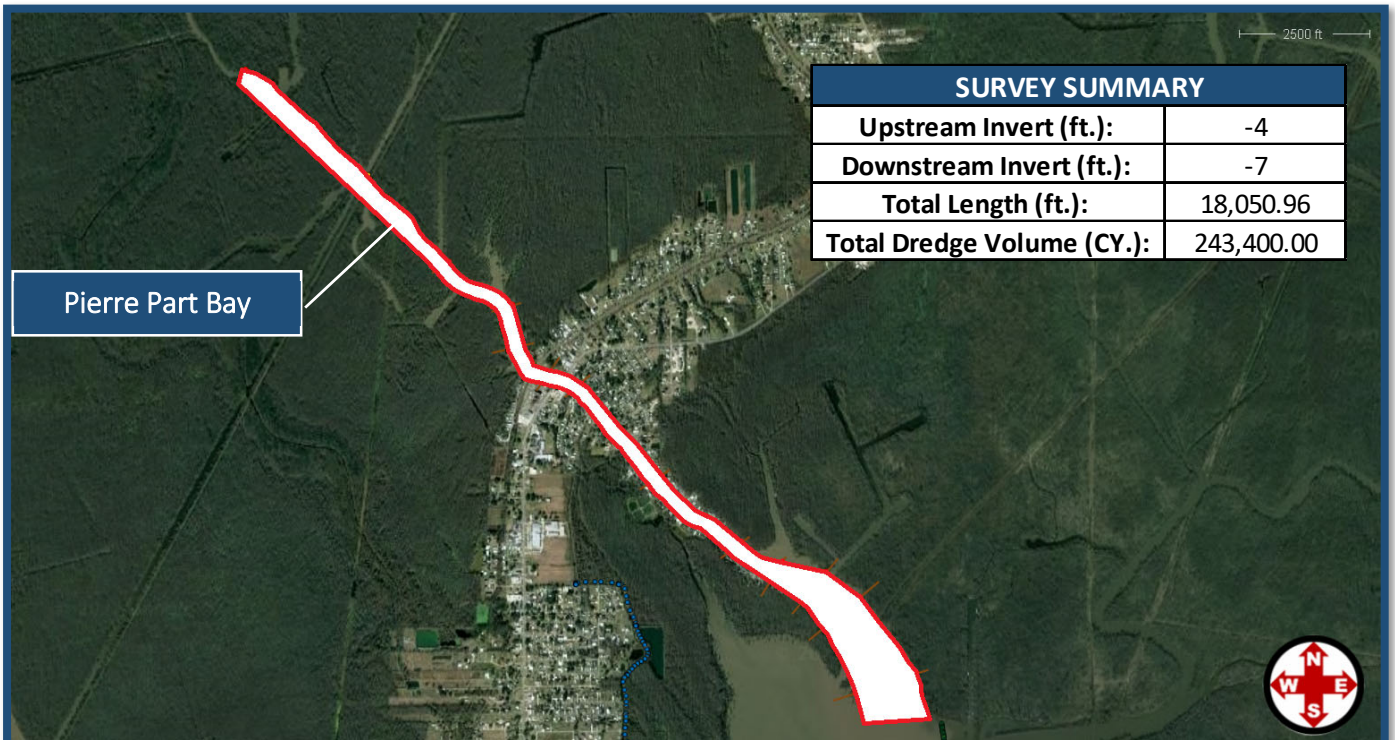 2500 ft
SURVEY SUMMARY
Upstream Invert (ft.): -4
Downstream Invert (ft.): -7
Total Length (ft.): 18,050.96
Total Dredge Volume (CY.): 243,400.00
Pierre Part Bay
N
W E
S